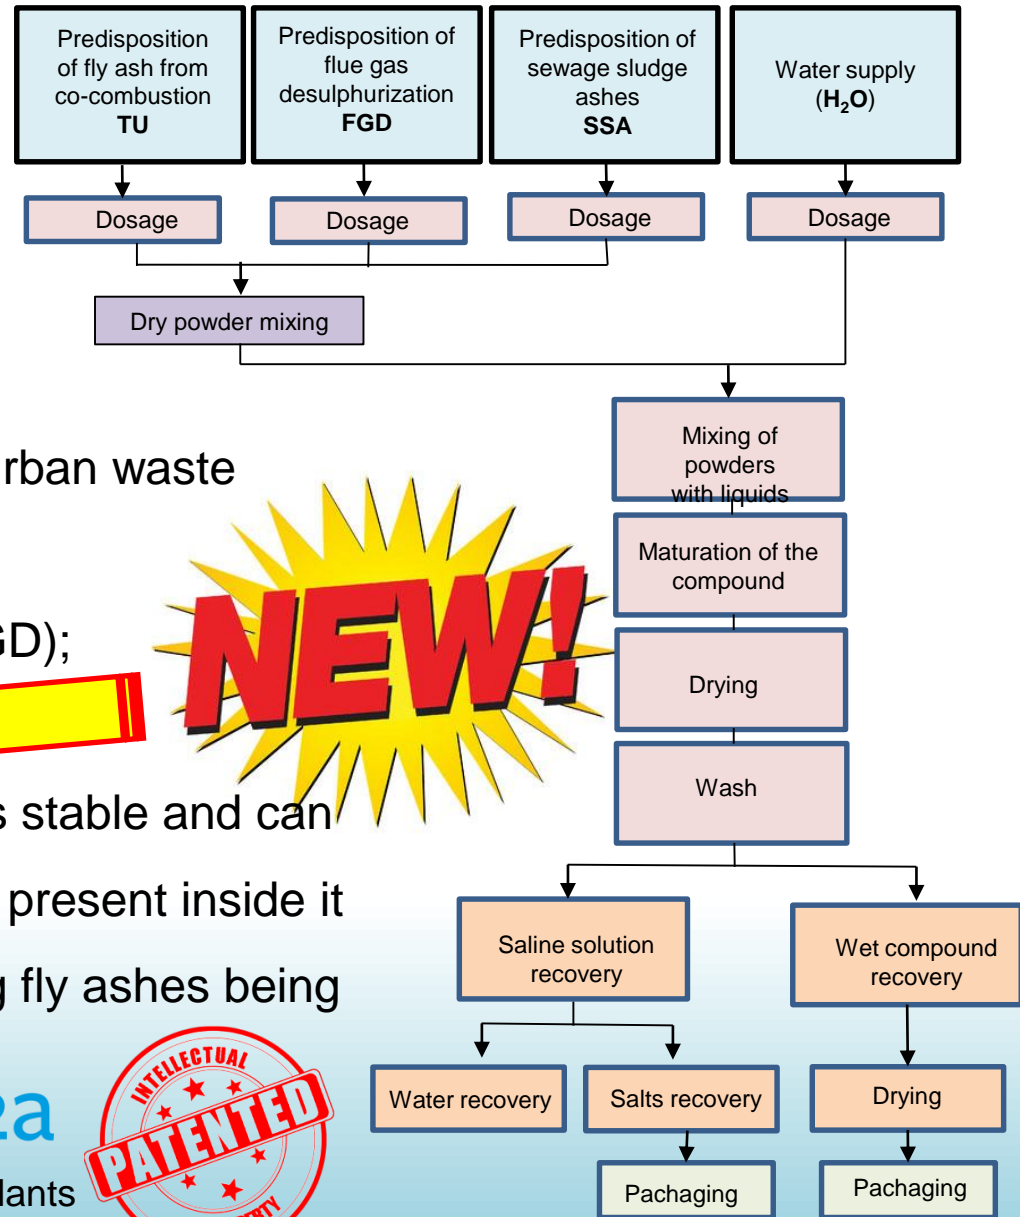 Predisposition
of fly ash from
co-combustion
TU
Predisposition of
flue gas
desulphurization
FGD
Predisposition of
sewage sludge
ashes
SSA
Water supply
(H₂O)
Dosage
Dosage
Dosage
Dosage
Dry powder mixing
Mixing of
powders
with liquids
Maturation of the
compound
Drying
Wash
Saline solution
recovery
Wet compound
recovery
Water recovery
Salts recovery
Drying
Pachaging
Pachaging
rban waste
GD);
NEW!
s stable and can
present inside it
g fly ashes being
2a
lants
INTELLECTUAL
PATENTED